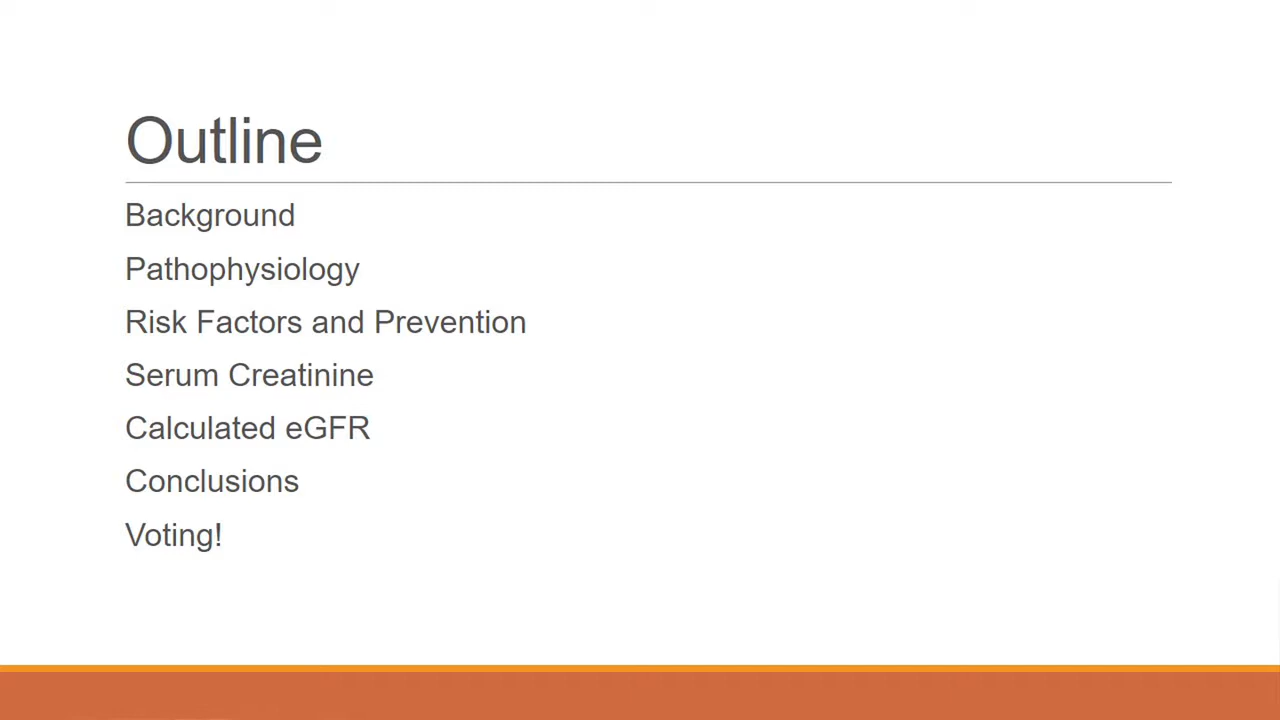 Outline
Background
Pathophysiology
Risk Factors and Prevention
Serum Creatinine
Calculated eGFR
Conclusions
Voting!